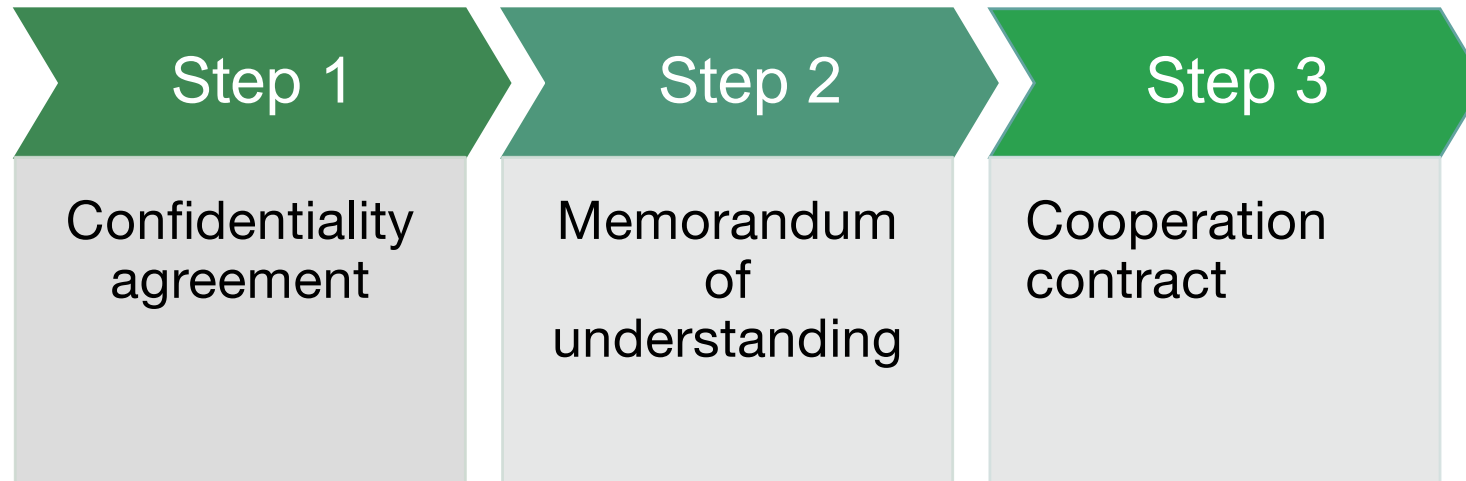 Step 1
Confidentiality
agreement
Step 2
Memorandum
of
understanding
Step 3
Cooperation
contract